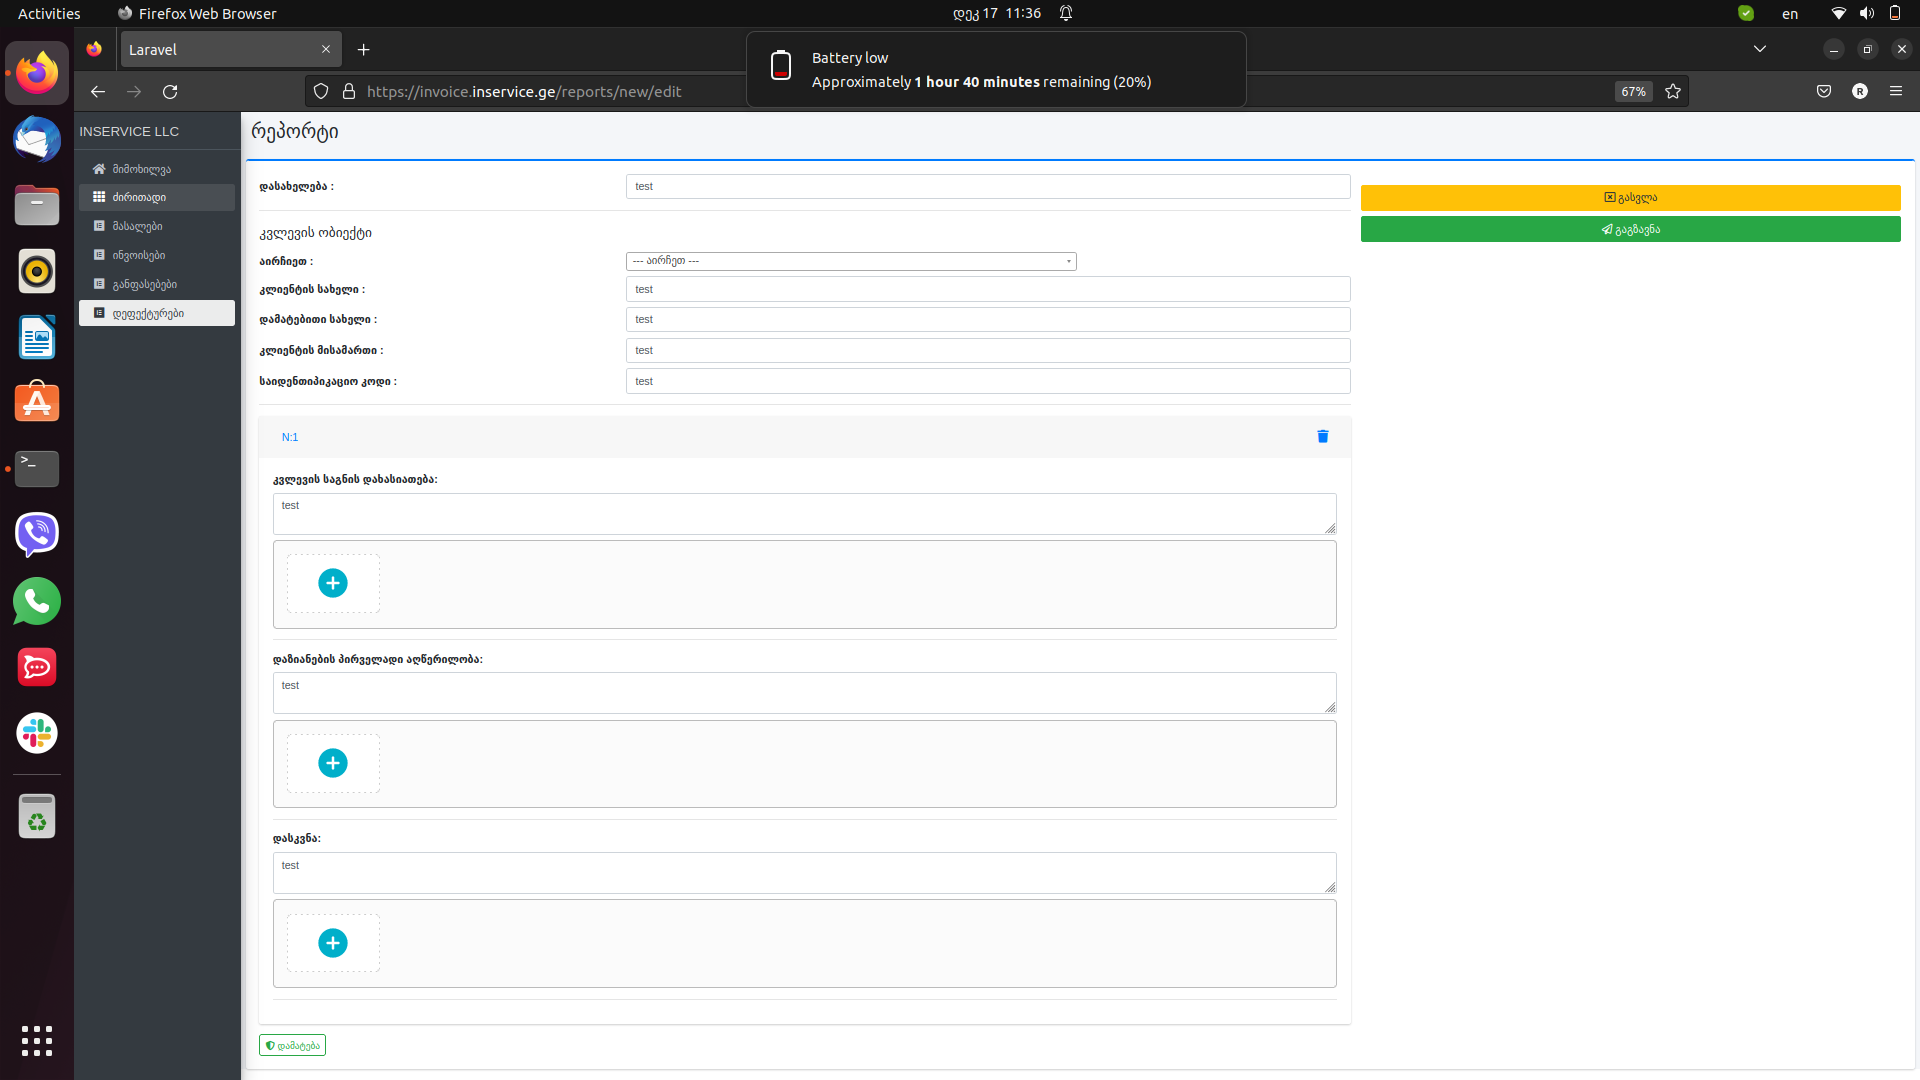 Activities
Firefox Web Browser
დეკ 17 11:36
en
Laravel
Battery low
Approximately 1 hour 40 minutes remaining (20%)
https://invoice.inservice.ge/reports/new/edit
67%
R
INSERVICE LLC
მიმოხილვა
ძირითადი
მასალები
ინვოისები
განფასებები
დეფექტურები
რეპორტი
დასახელება :
test
გასვლა
გაგზავნა
კვლევის ობიექტი
აირჩიეთ :
--- აირჩეთ ---
კლიენტის სახელი :
test
დამატებითი სახელი :
test
კლიენტის მისამართი :
test
საიდენთიპიკაციო კოდი :
test
N:1
კვლევის საგნის დახასიათება:
test
დაზიანების პირველადი აღწერილობა:
test
დასკვნა:
test
დამატება